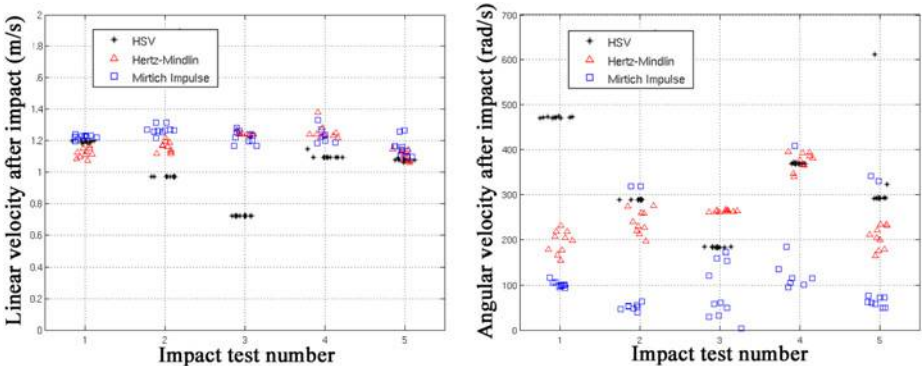 Linear velocity after impact (m/s)
2
.8
.6
.4
1.2
1
0.8
0.6
0.4
0.2
0
HSV
Hertz-Mindlin
Mirtich Impulse
1 2 3 4 5
Impact test number
Angular velocity after impact (rad/s)
700
600
500
400
300
200
100
0
HSV
Hertz-Mindlin
Mirtich Impulse
1 2 3 4 5
Impact test number